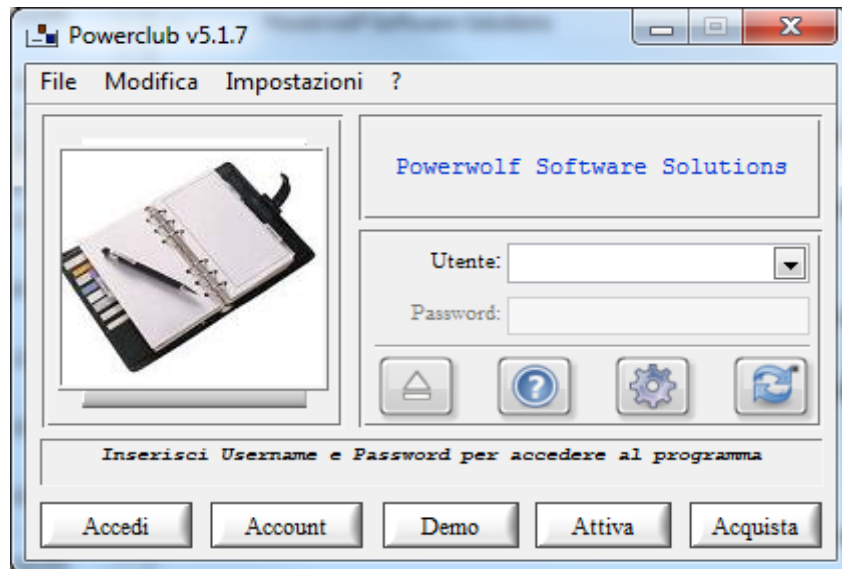 Powerclub v5.1.7
File Modifica Impostazioni ?
Powerwolf Software Solutions
Utente:
Password:
Inserisci Username e Password per accedere al programma
Accedi Account Demo Attiva Acquista